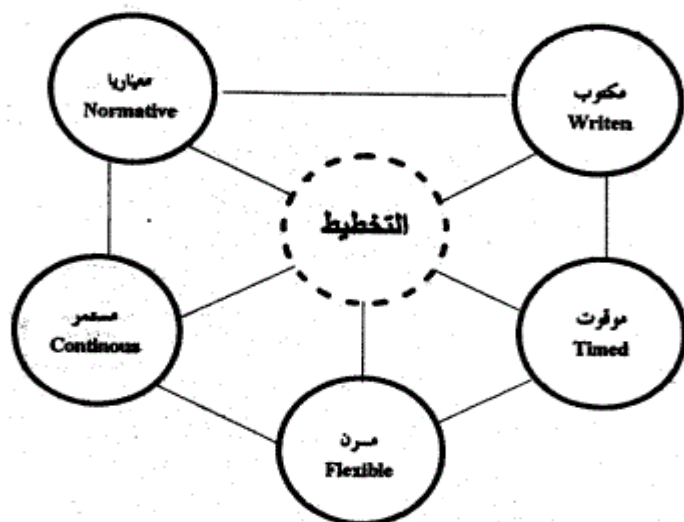 معياريا
Normative
مكتوب
Writen
التخطيط
مستمر
Continous
موقوت
Timed
مرن
Flexible